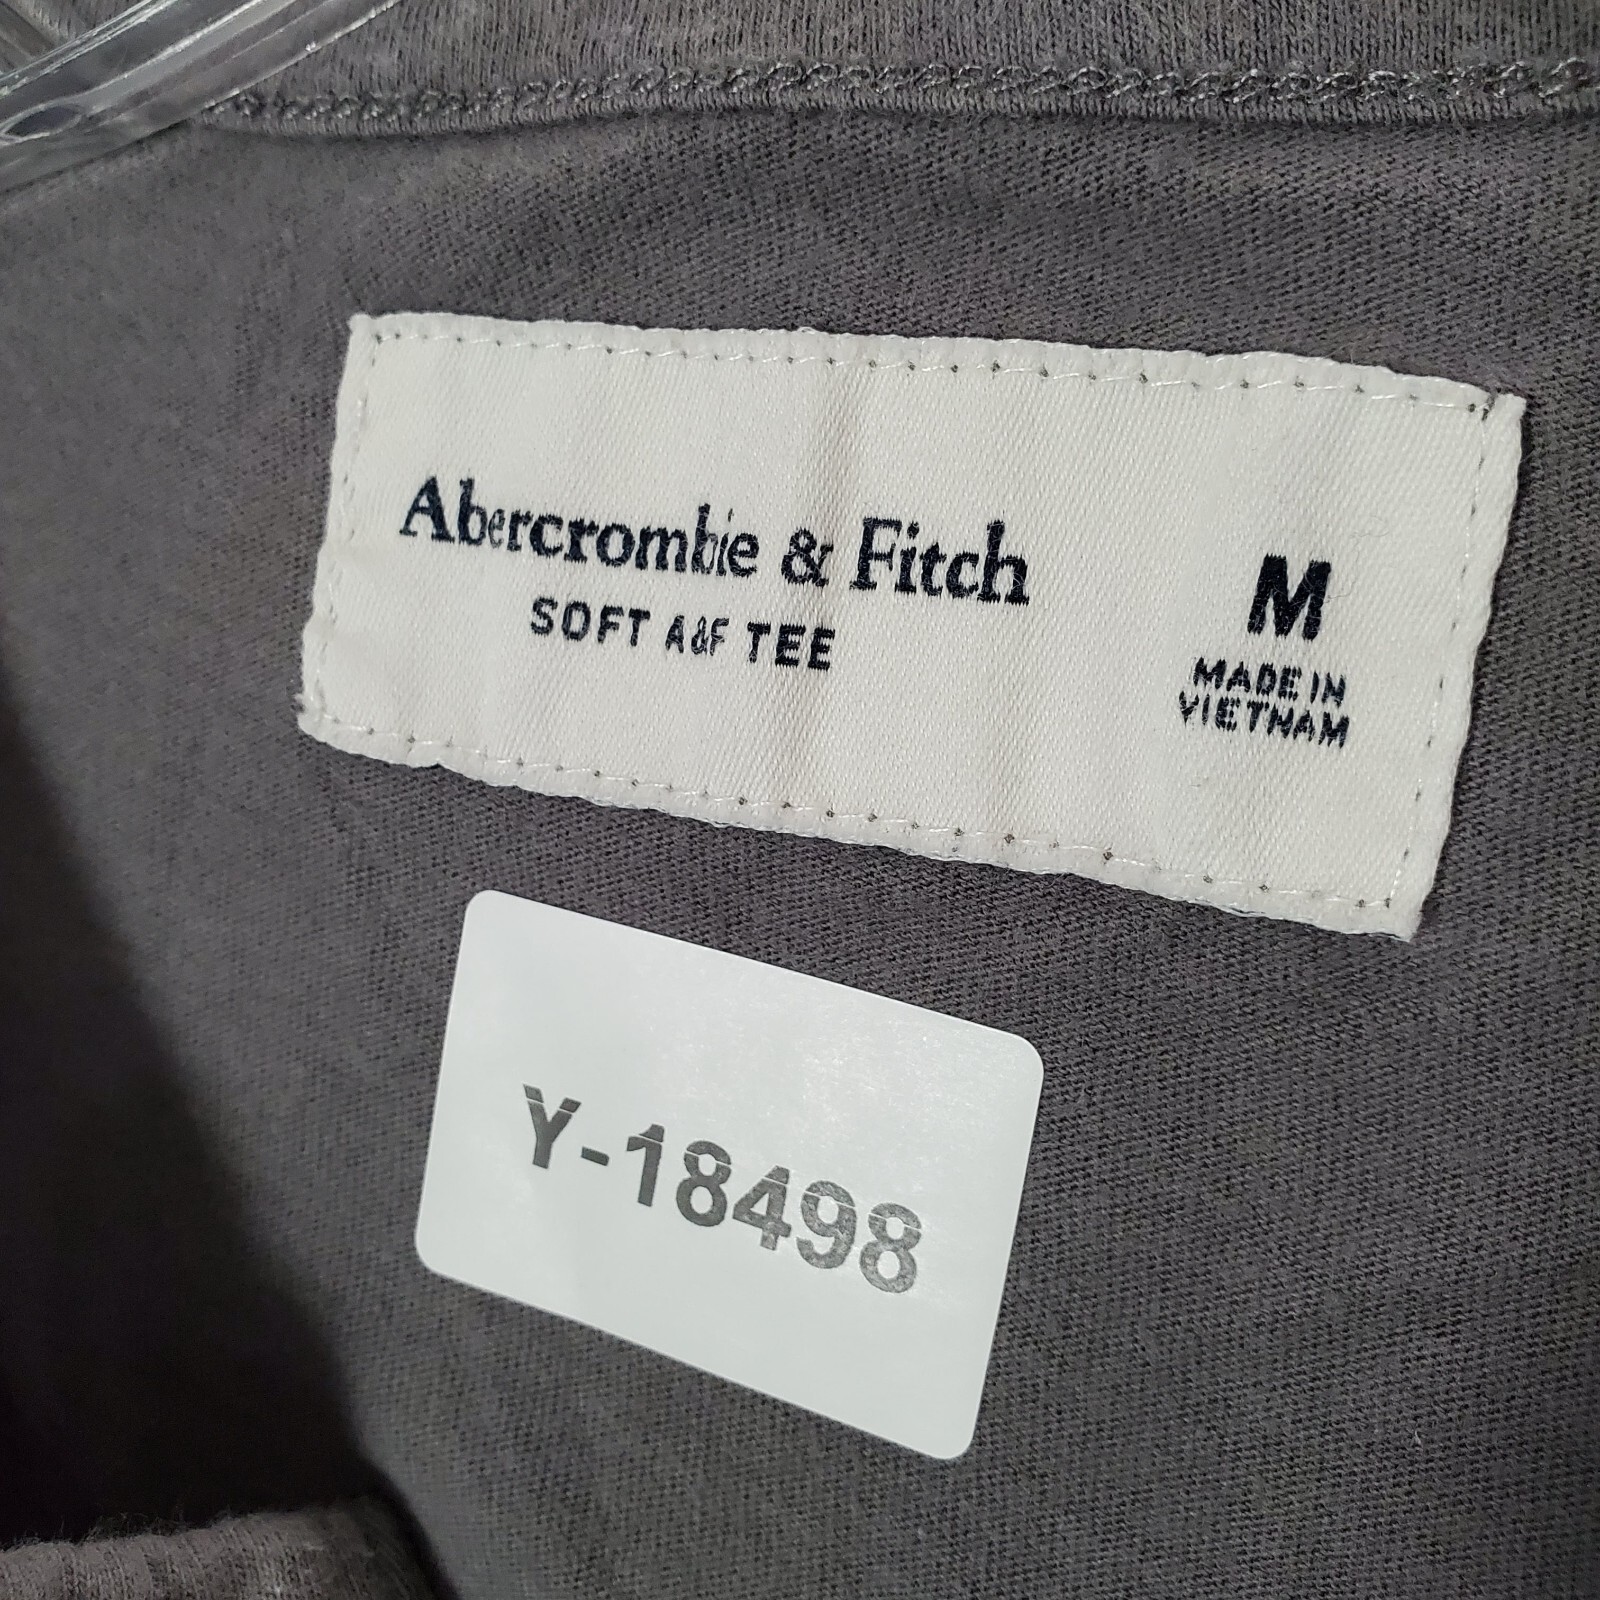 Abercrombie & Fitch
SOFT A&F TEE
M
MADE IN
VIETNAM
Y-18498